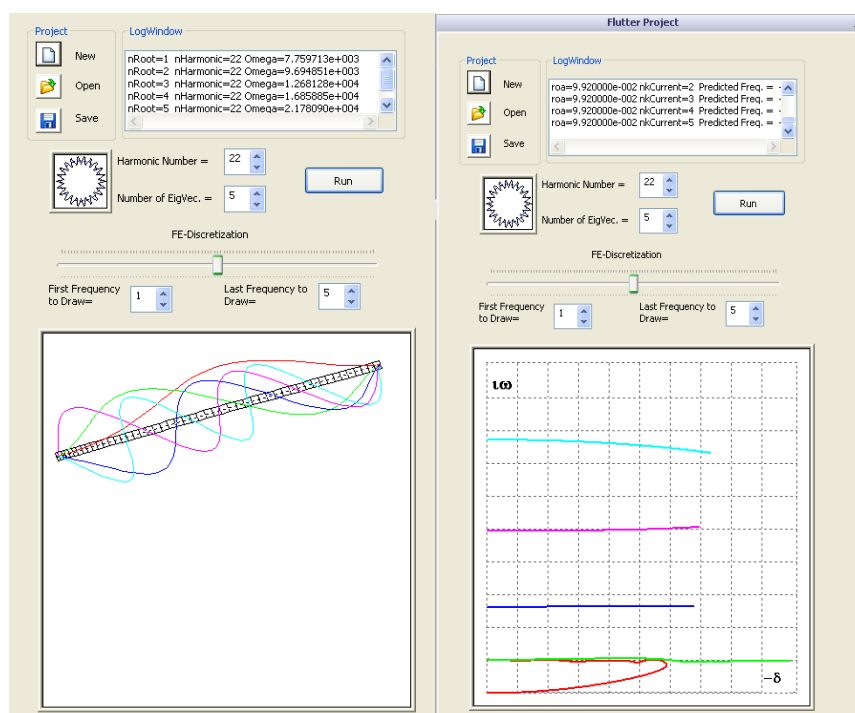 Project
LogWindow
New
Open
Save
nRoot=1 nHarmonic=22 Omega=7.759713e+003
nRoot=2 nHarmonic=22 Omega=9.694851e+003
nRoot=3 nHarmonic=22 Omega=1.268128e+004
nRoot=4 nHarmonic=22 Omega=1.685885e+004
nRoot=5 nHarmonic=22 Omega=2.178090e+004
Harmonic Number = 22
Number of EigVec. = 5
Run
FE-Discretization
First Frequency
to Draw= 1
Last Frequency to
Draw= 5
Flutter Project
Project
LogWindow
New
Open
Save
roa=9.920000e-002 nkCurrent=2 Predicted Freq. = -
roa=9.920000e-002 nkCurrent=3 Predicted Freq. = -
roa=9.920000e-002 nkCurrent=4 Predicted Freq. = -
roa=9.920000e-002 nkCurrent=5 Predicted Freq. = -
Harmonic Number = 22
Number of EigVec. = 5
Run
FE-Discretization
First Frequency
to Draw= 1
Last Frequency to
Draw= 5
ιω
−δ